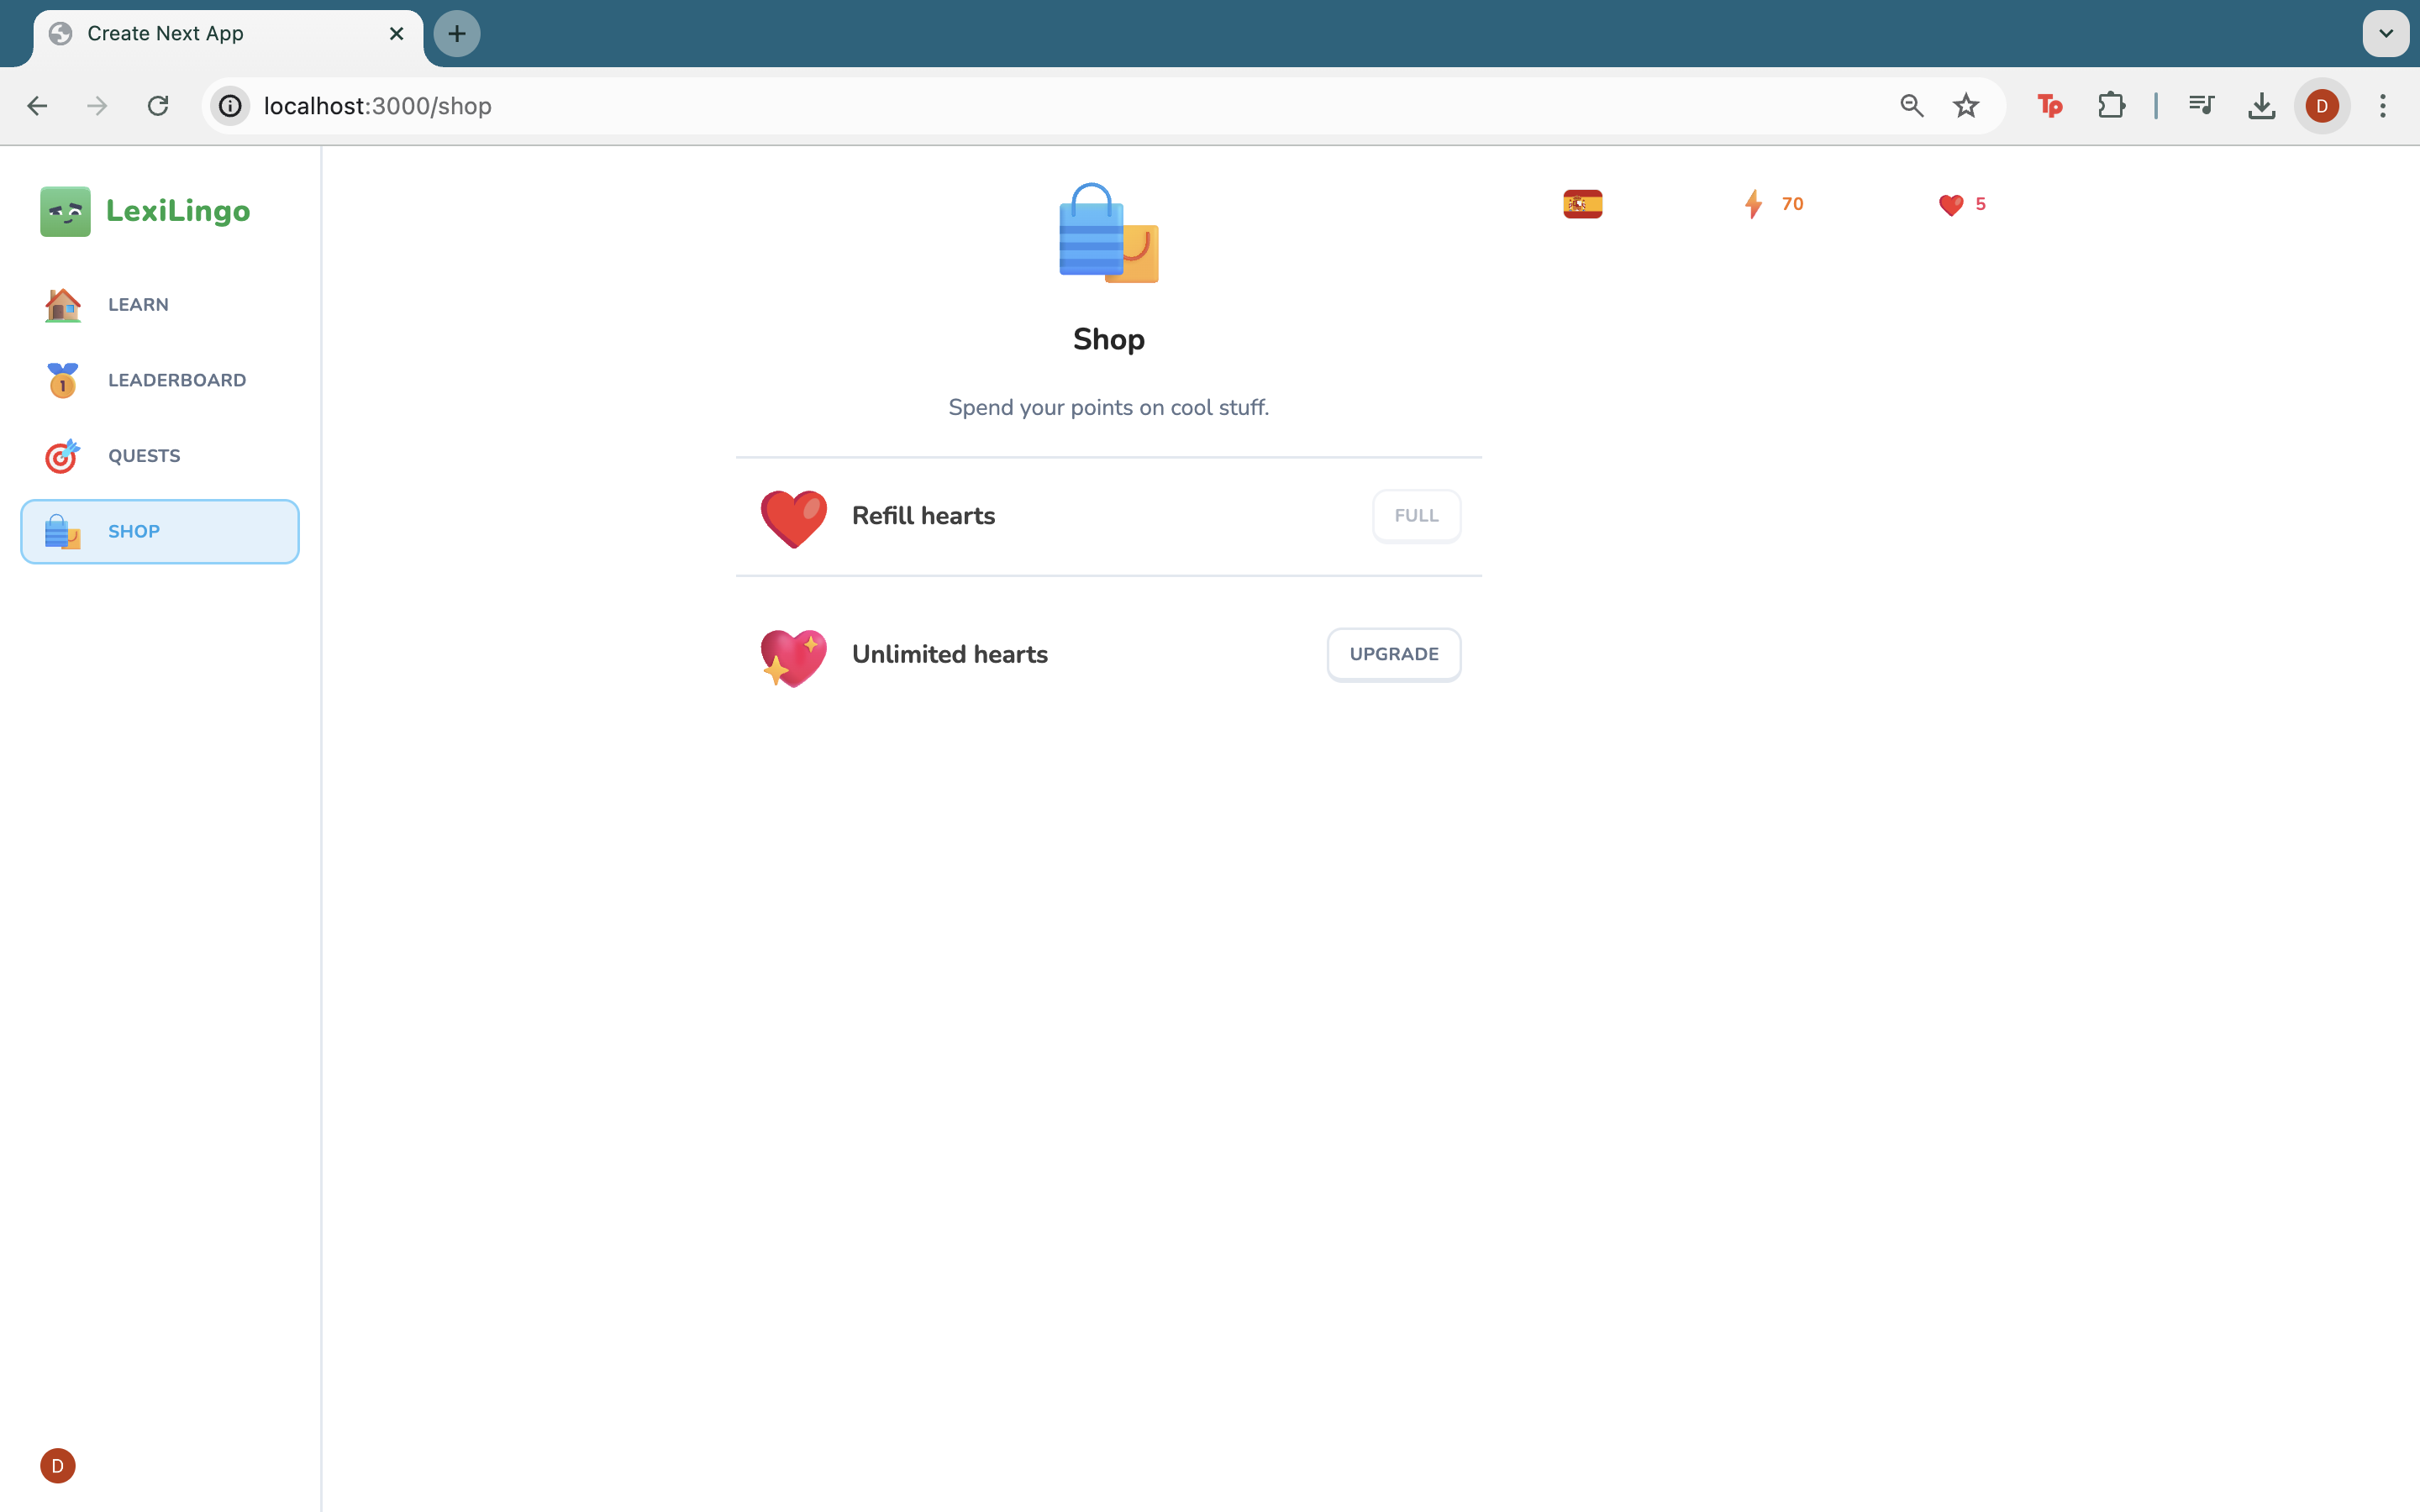 Create Next App
localhost:3000/shop
Tp
D
LexiLingo
LEARN
1
LEADERBOARD
QUESTS
SHOP
Shop
Spend your points on cool stuff.
Refill hearts
FULL
Unlimited hearts
UPGRADE
70
5
D